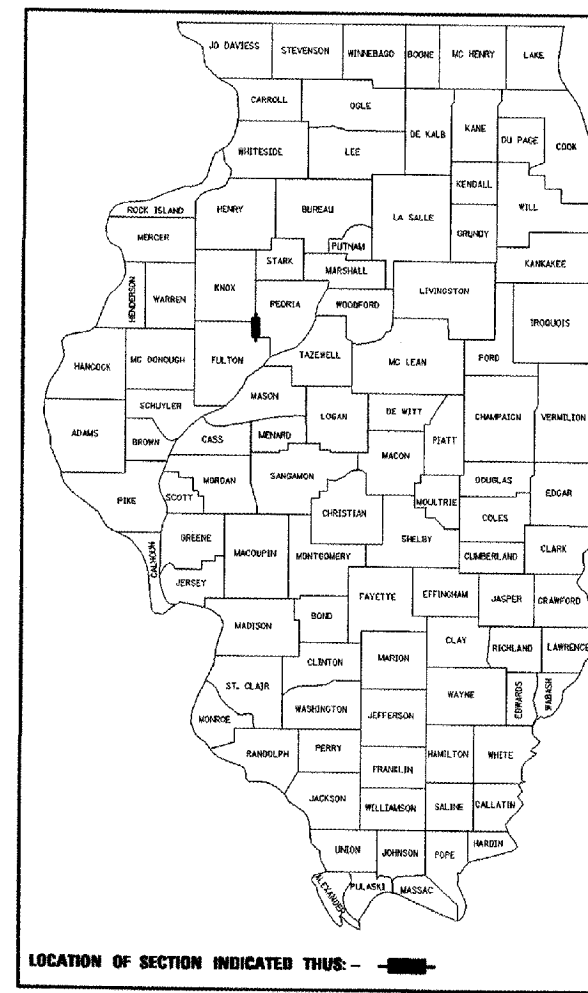 JO DAVIESS STEVENSON WINNEBAGO BOONE MC HENRY LAKE
CARROLL OGLE DE KALB KANE DU PAGE COOK
WHITESIDE LEE
KENDALL
ROCK ISLAND HENRY BUREAU LA SALLE GRUNDY WILL
MERCER PUTNAM
STARK MARSHALL KANKAKEE
HENDERSON WARREN KNOX PEORIA WOODFORD LIVINGSTON
IROQUOIS
HANCOCK MC DONOUGH FULTON TAZEWELL MC LEAN FORD
MASON
SCHUYLER LOGAN DE WITT CHAMPAIGN VERMILION
ADAMS BROWN CASS MENARD MACON PIATT
PIKE SCOTT MORGAN SANGAMON DOUGLAS EDGAR
CHRISTIAN MOULTRIE COLES
GREENE MACOUPIN MONTGOMERY SHELBY
CALHOUN CUMBERLAND CLARK
JERSEY FAYETTE EFFINGHAM JASPER CRAWFORD
MADISON BOND
CLAY RICHLAND LAWRENCE
CLINTON MARION
ST. CLAIR WAYNE EDWARDS WABASH
WASHINGTON JEFFERSON
MONROE
RANDOLPH PERRY HAMILTON WHITE
FRANKLIN
JACKSON WILLIAMSON SALINE GALLATIN
UNION JOHNSON POPE HARDIN
ALEXANDER PULASKI MASSAC
LOCATION OF SECTION INDICATED THUS: -